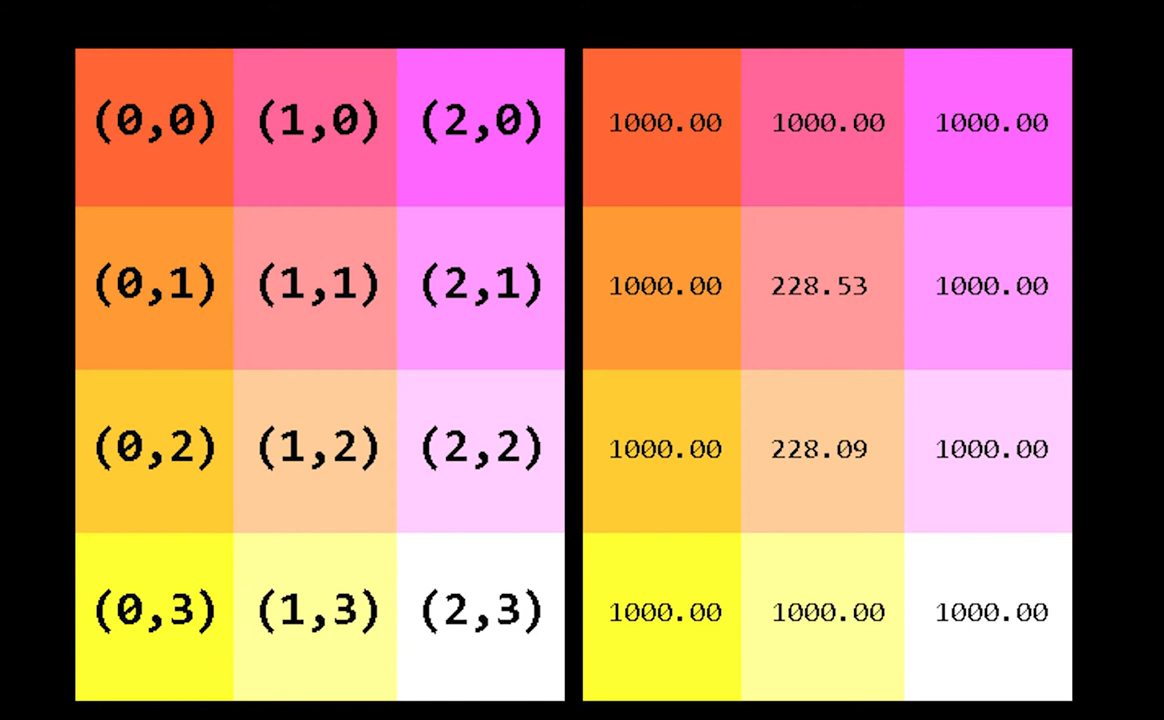 (0,0) (1,0) (2,0) 1000.00 1000.00 1000.00
(0,1) (1,1) (2,1) 1000.00 228.53 1000.00
(0,2) (1,2) (2,2) 1000.00 228.09 1000.00
(0,3) (1,3) (2,3) 1000.00 1000.00 1000.00